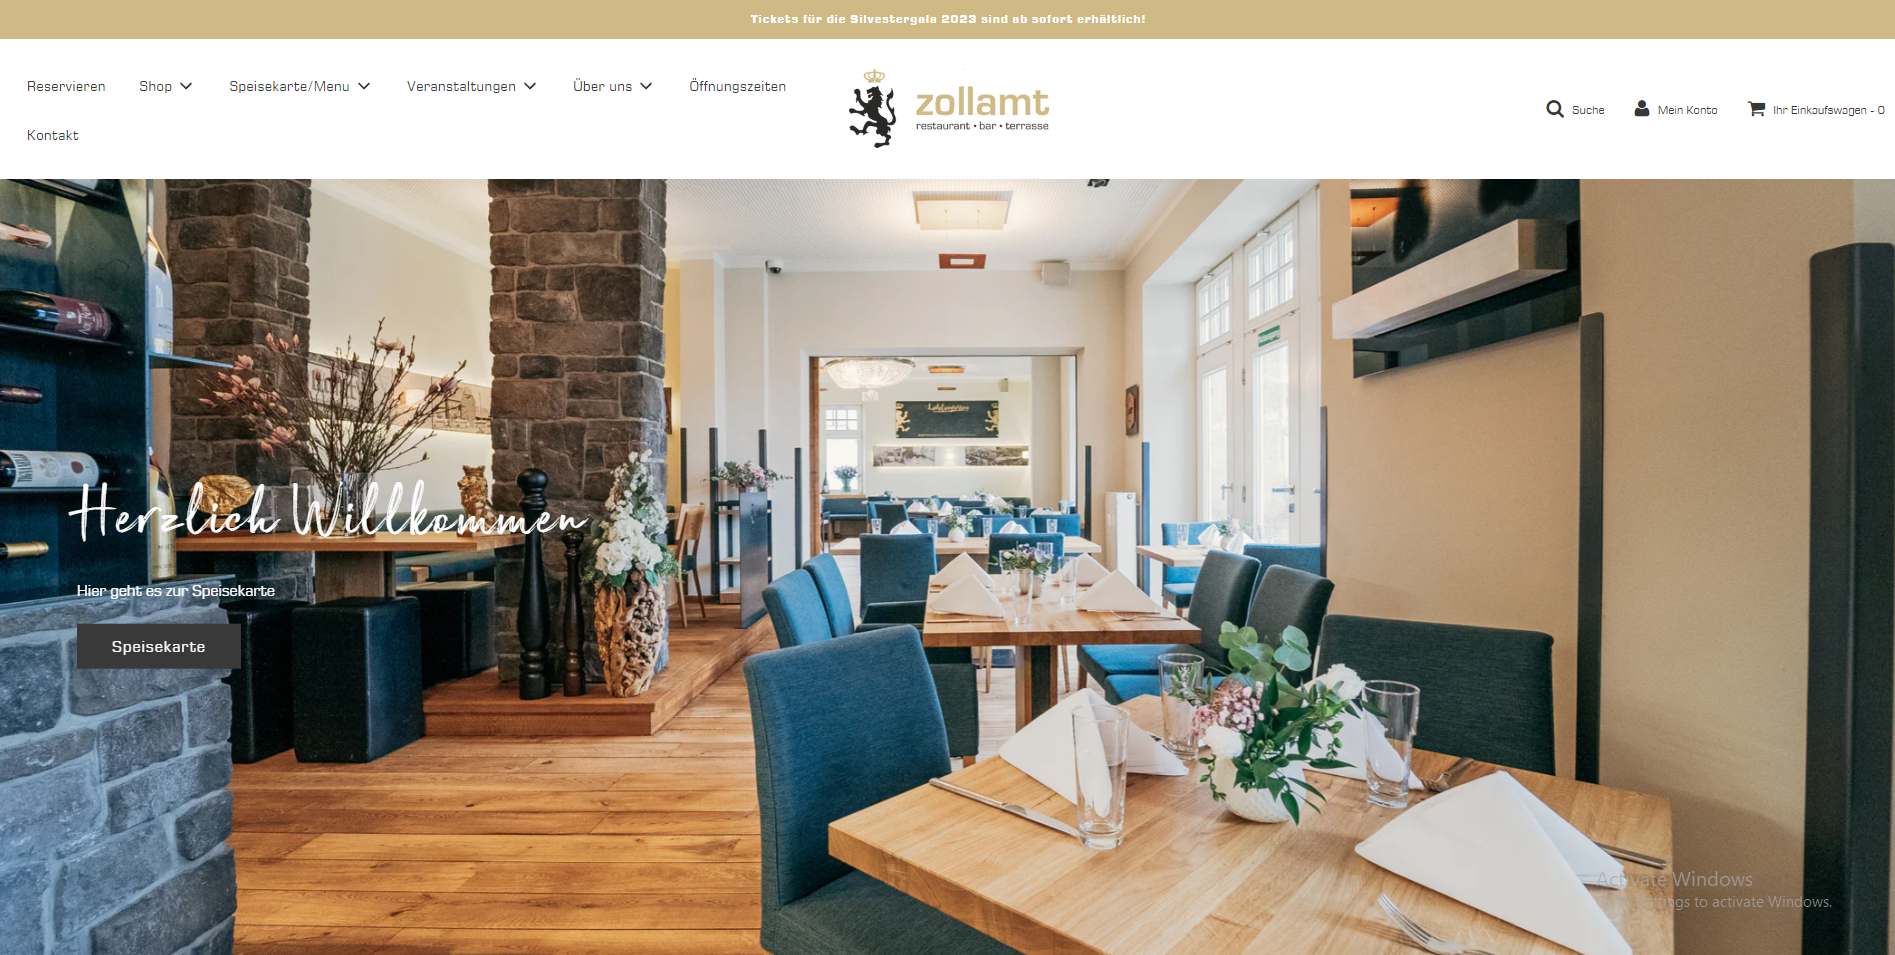 Tickets für die Silvestergala 2023 sind ab sofort erhältlich!
Reservieren Shop Speisekarte/Menu Veranstaltungen Über uns Öffnungszeiten
Kontakt
zollamt
restaurant • bar • terrasse
Suche Mein Konto Ihr Einkaufswagen - 0
Herzlich Willkommen
Hier geht es zur Speisekarte
Speisekarte
Activate Windows
to activate Windows.